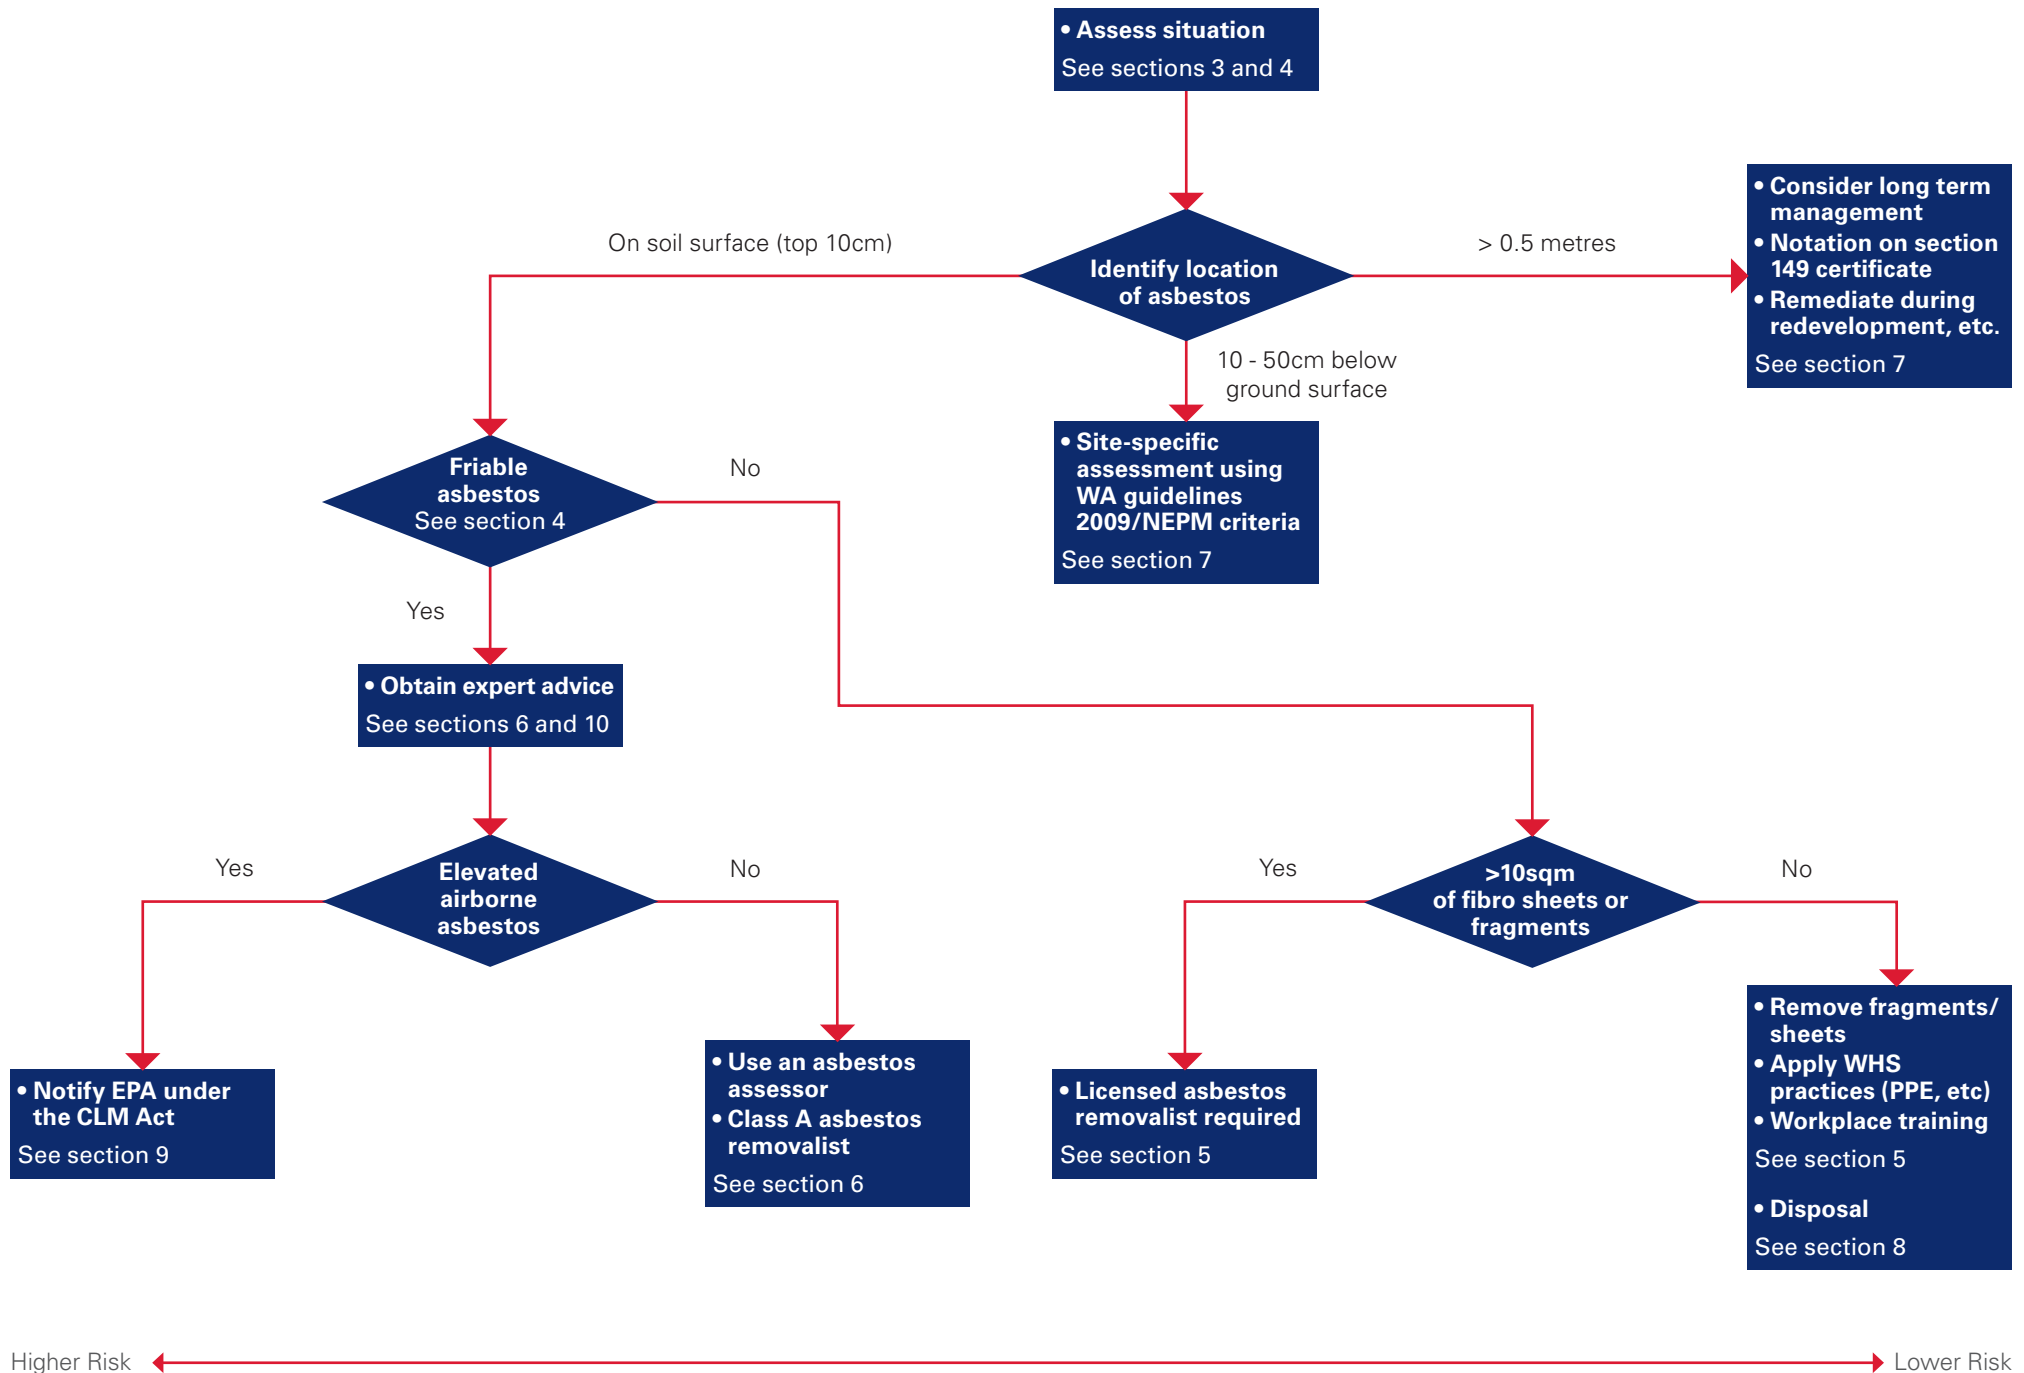 • Assess situation
See sections 3 and 4
On soil surface (top 10cm)
Identify location
of asbestos
> 0.5 metres
• Consider long term
management
• Notation on section
149 certificate
• Remediate during
redevelopment, etc.
See section 7
10 - 50cm below
ground surface
• Site-specific
assessment using
WA guidelines
2009/NEPM criteria
See section 7
Friable
asbestos
See section 4
No
Yes
• Obtain expert advice
See sections 6 and 10
Yes
Elevated
airborne
asbestos
No
Yes
>10sqm
of fibro sheets or
fragments
No
• Notify EPA under
the CLM Act
See section 9
• Use an asbestos
assessor
• Class A asbestos
removalist
See section 6
• Licensed asbestos
removalist required
See section 5
• Remove fragments/
sheets
• Apply WHS
practices (PPE, etc)
• Workplace training
See section 5
• Disposal
See section 8
Higher Risk
Lower Risk